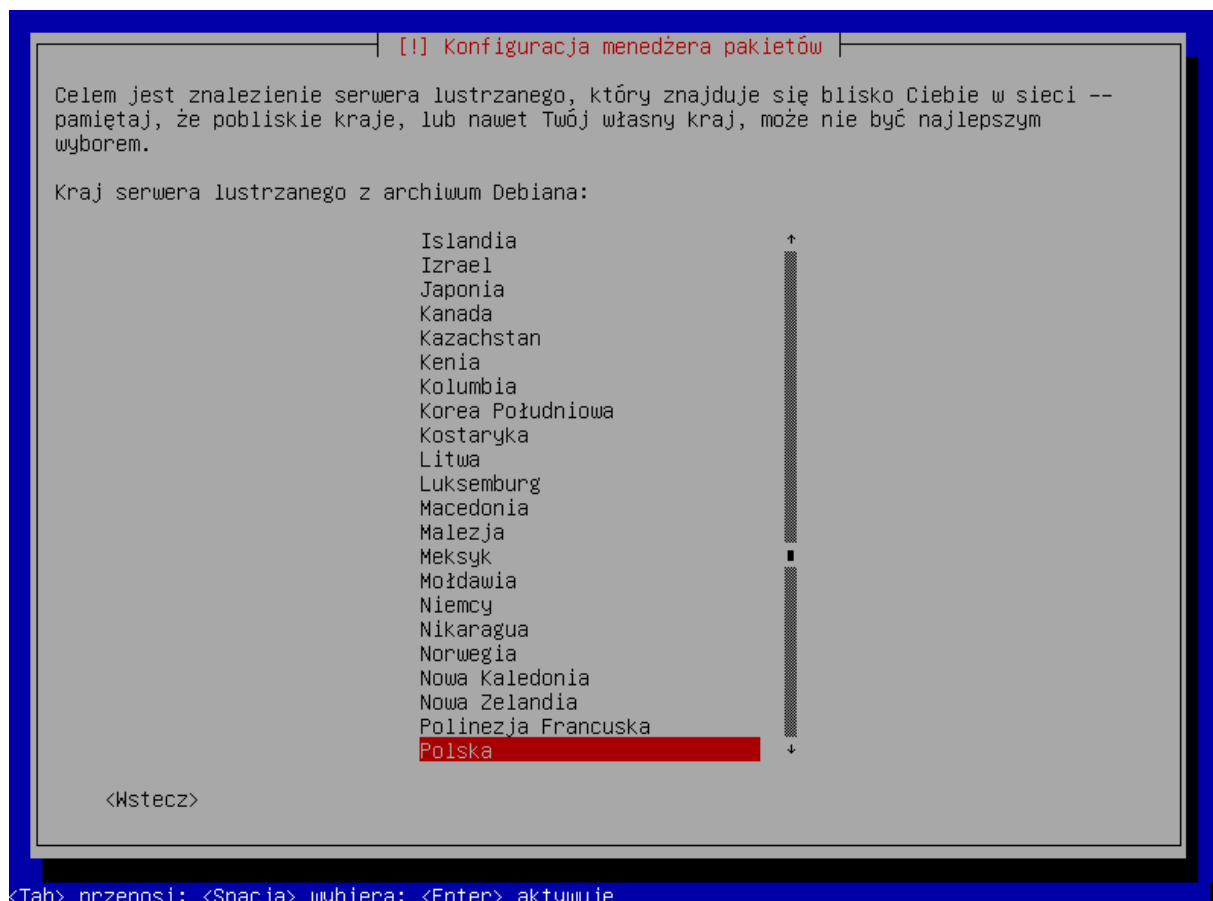 [!] Konfiguracja menedżera pakietów
Celem jest znalezienie serwera lustrzanego, który znajduje się blisko Ciebie w sieci --
pamiętaj, że pobliskie kraje, lub nawet Twój własny kraj, może nie być najlepszym
wyborem.
Kraj serwera lustrzanego z archiwum Debiana:
Islandia
Izrael
Japonia
Kanada
Kazachstan
Kenia
Kolumbia
Korea Południowa
Kostaryka
Litwa
Luksemburg
Macedonia
Malezja
Meksyk
Mołdawia
Niemcy
Nikaragua
Norwegia
Nowa Kaledonia
Nowa Zelandia
Polinezja Francuska
Polska
<Wstecz>
<Tab> przenosi; <Spacja> wybiera; <Enter> aktywuje